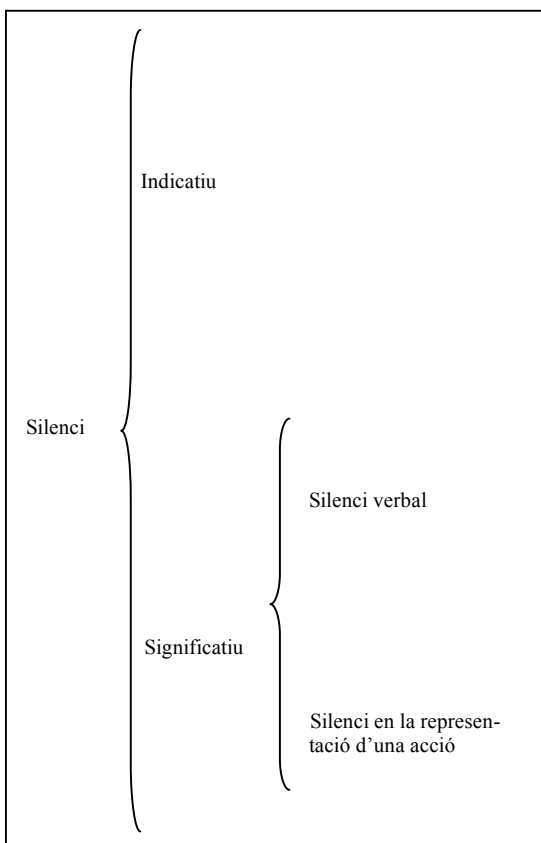 Indicatiu
Silenci
Silenci verbal
Significatiu
Silenci en la represen-
tació d’una acció